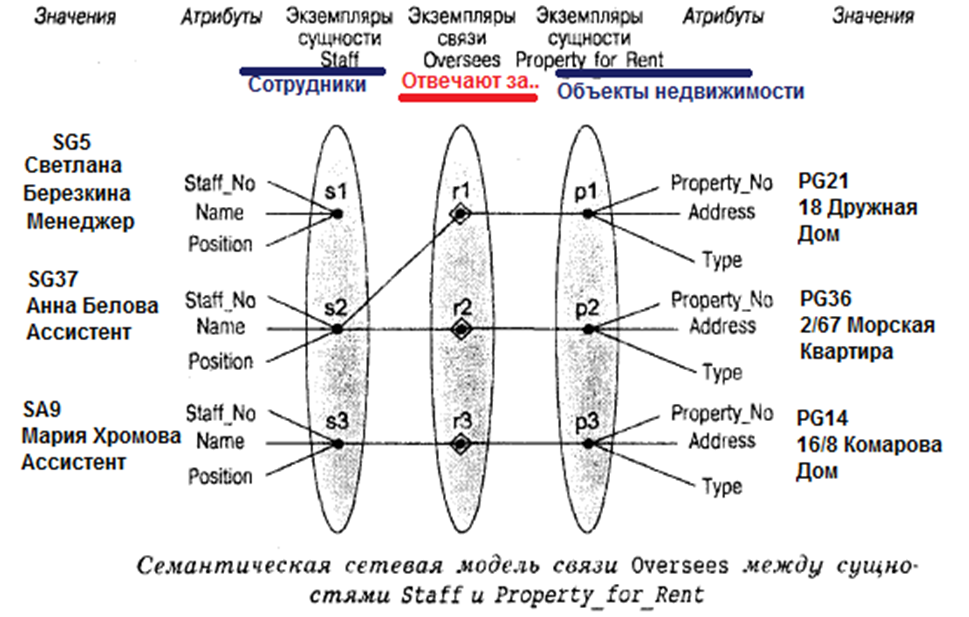 Значения Атрибуты Экземпляры Экземпляры Экземпляры Атрибуты Значения
сущности связи сущности
Staff Oversees Property_for_Rent
Сотрудники Отвечают за.. Объекты недвижимости
SG5
Светлана
Березкина
Менеджер
Staff_No
Name
Position
s1 r1 p1
Property_No
Address
Type
PG21
18 Дружная
Дом
SG37
Анна Белова
Ассистент
Staff_No
Name
Position
s2 r2 p2
Property_No
Address
Type
PG36
2/67 Морская
Квартира
SA9
Мария Хромова
Ассистент
Staff_No
Name
Position
s3 r3 p3
Property_No
Address
Type
PG14
16/8 Комарова
Дом
Семантическая сетевая модель связи Oversees между сущно-
стями Staff и Property_for_Rent